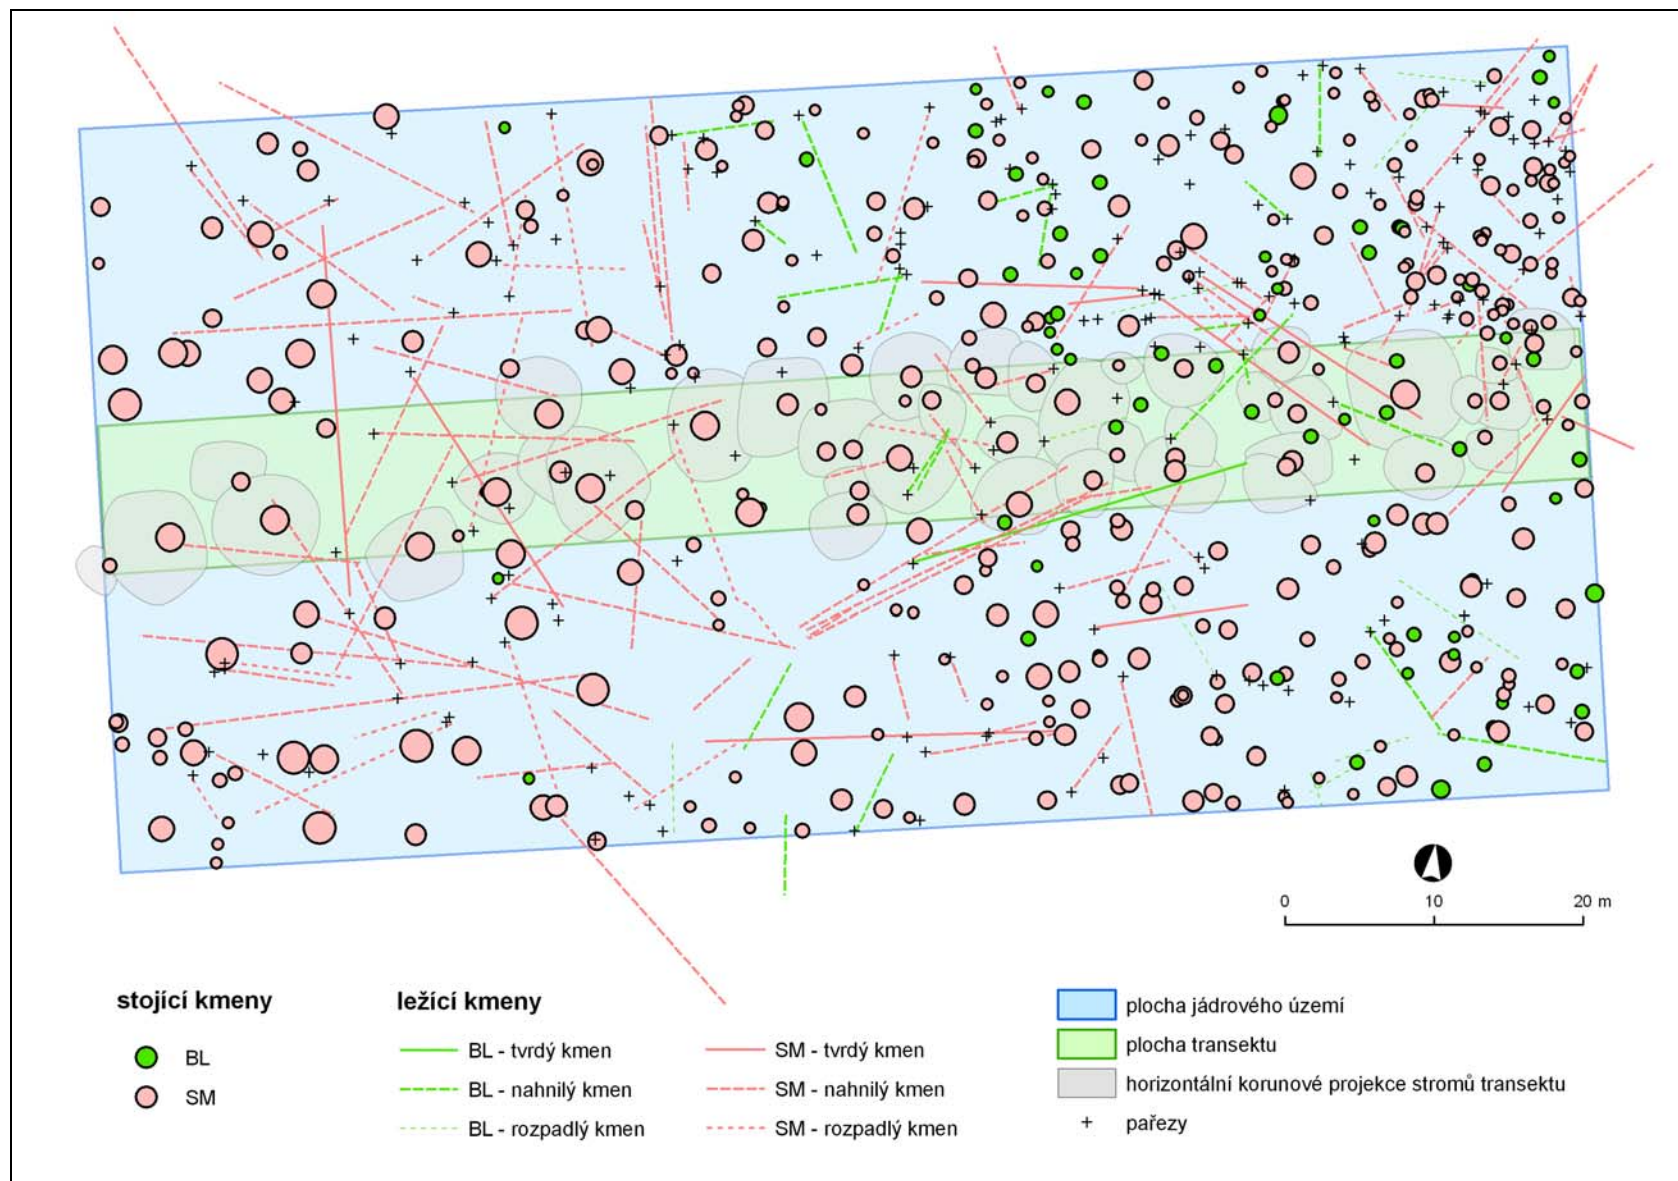 0 10 20 m
stojící kmeny
BL
SM
ležící kmeny
BL - tvrdý kmen
BL - nahnilý kmen
BL - rozpadlý kmen
SM - tvrdý kmen
SM - nahnilý kmen
SM - rozpadlý kmen
plocha jádrového území
plocha transektu
horizontální korunové projekce stromů transektu
pařezy